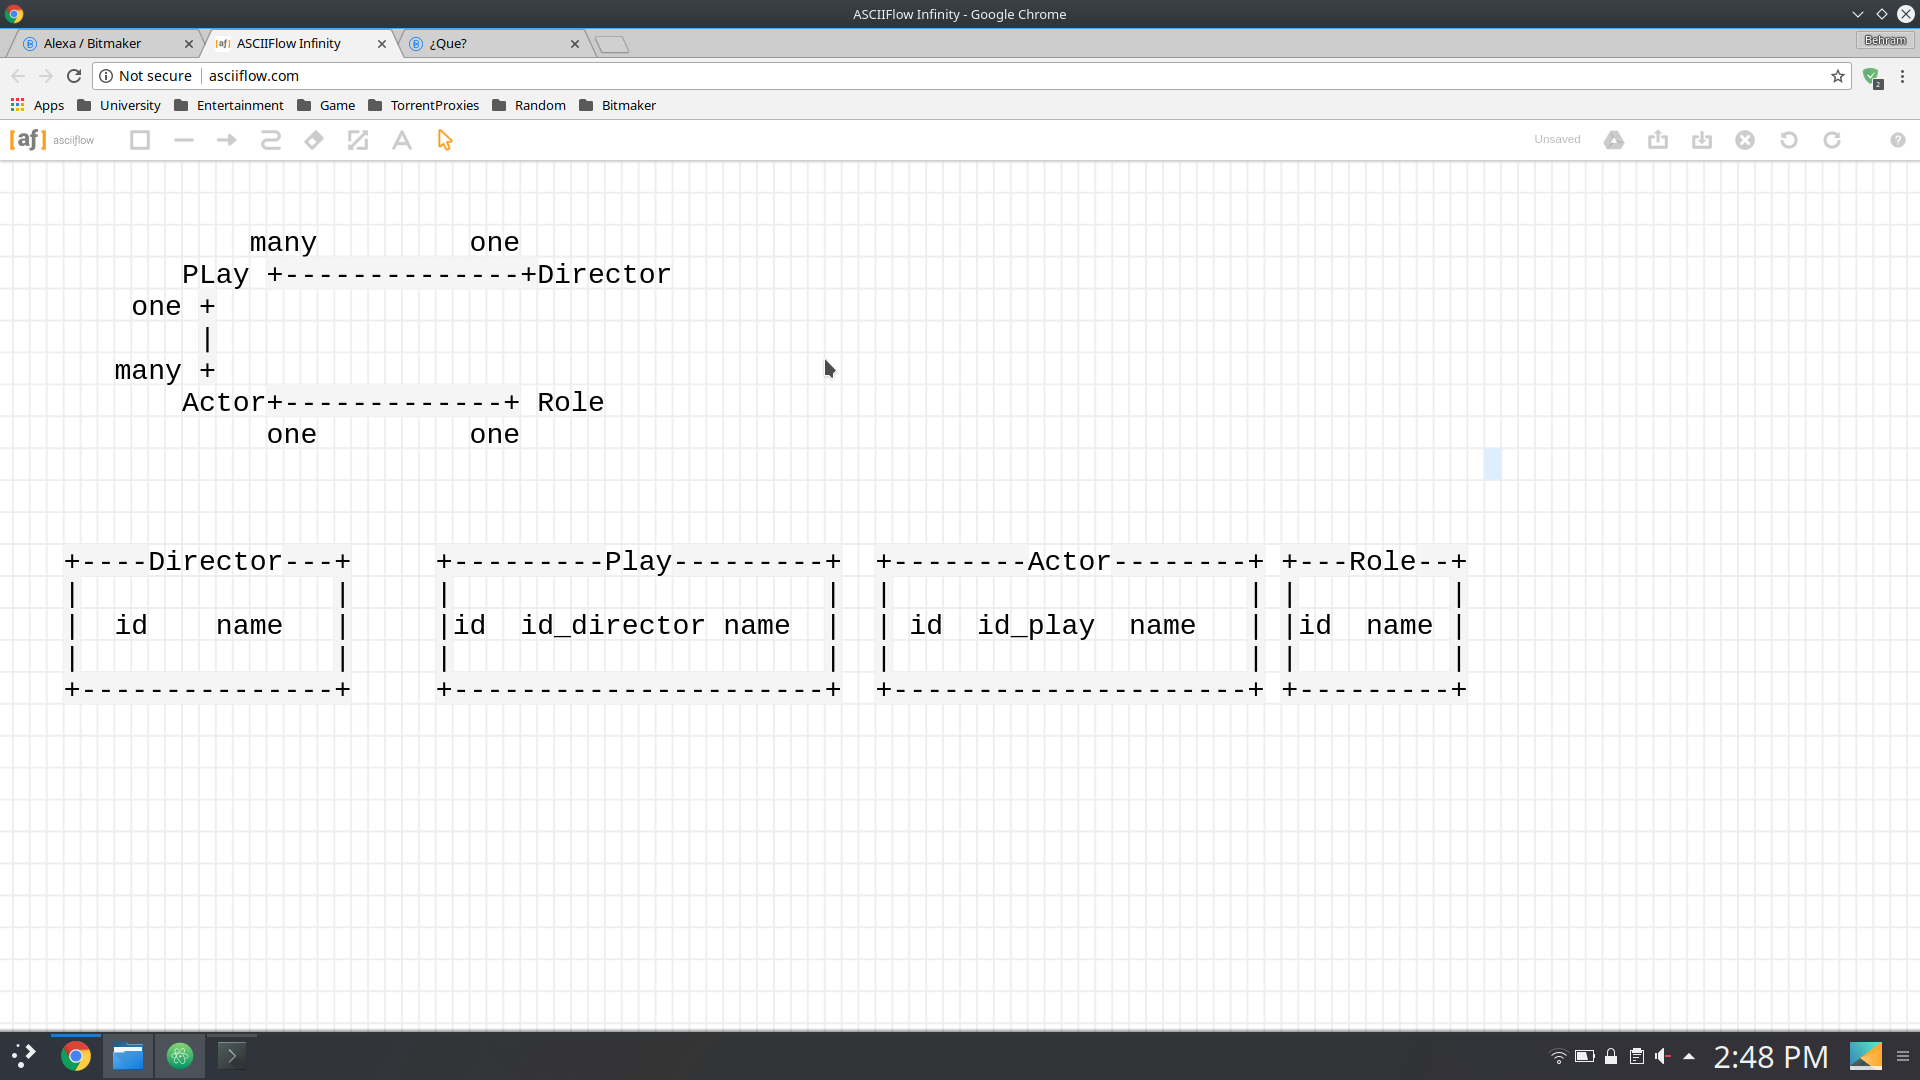 ASCIIFlow Infinity - Google Chrome
Alexa / Bitmaker
[af] ASCIIFlow Infinity
¿Que?
Behram
Not secure asciiflow.com
2
Apps University Entertainment Game TorrentProxies Random Bitmaker
[af] asciiflow
Unsaved
many one
PLay +--------------+Director
one +
|
many +
Actor+-------------+ Role
one one
+----Director---+ +---------Play---------+ +--------Actor--------+ +---Role--+
| | | | | | | |
| id name | |id id_director name | | id id_play name | |id name |
| | | | | | | |
+---------------+ +----------------------+ +---------------------+ +---------+
2:48 PM